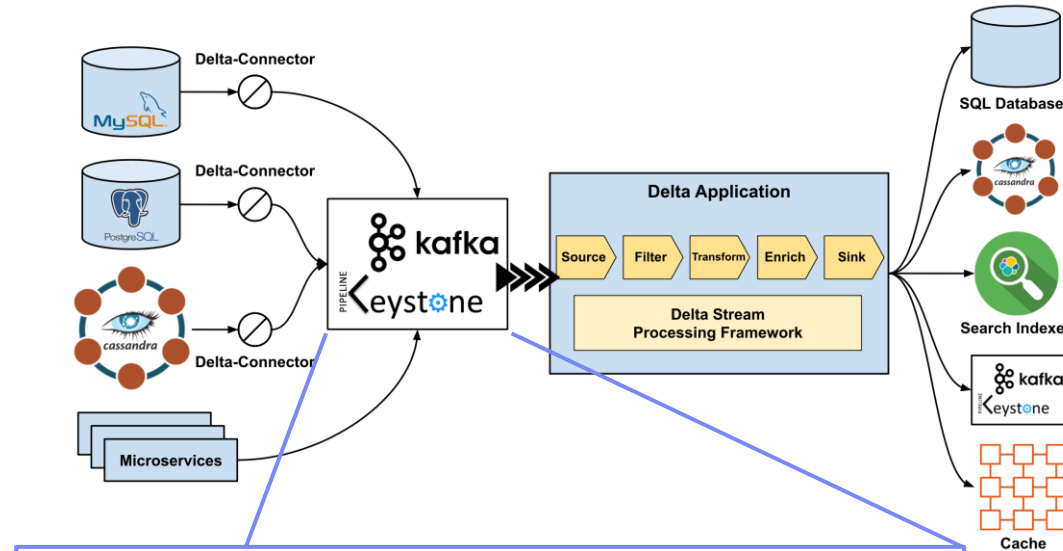 Delta-Connector
MySQL
Delta-Connector
PostgreSQL
cassandra
Delta-Connector
Microservices
kafka
PIPELINE
Keystone
Delta Application
Source
Filter
Transform
Enrich
Sink
Delta Stream
Processing Framework
SQL Database
cassandra
Search Indexe
kafka
PIPELINE
Keystone
Cache